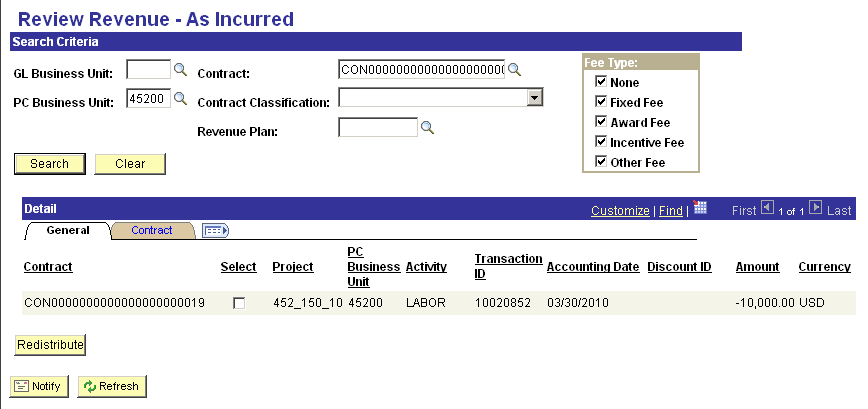 Review Revenue - As Incurred
Search Criteria
GL Business Unit:
Contract: CON0000000000000000000
PC Business Unit: 45200
Contract Classification:
Revenue Plan:
Fee Type:
None
Fixed Fee
Award Fee
Incentive Fee
Other Fee
Search Clear
Detail Customize | Find | First 1 of 1 Last
General Contract
Contract Select Project PC Business Unit Activity Transaction ID Accounting Date Discount ID Amount Currency
CON0000000000000000000019 452_150_10 45200 LABOR 10020852 03/30/2010 -10,000.00 USD
Redistribute
Notify Refresh